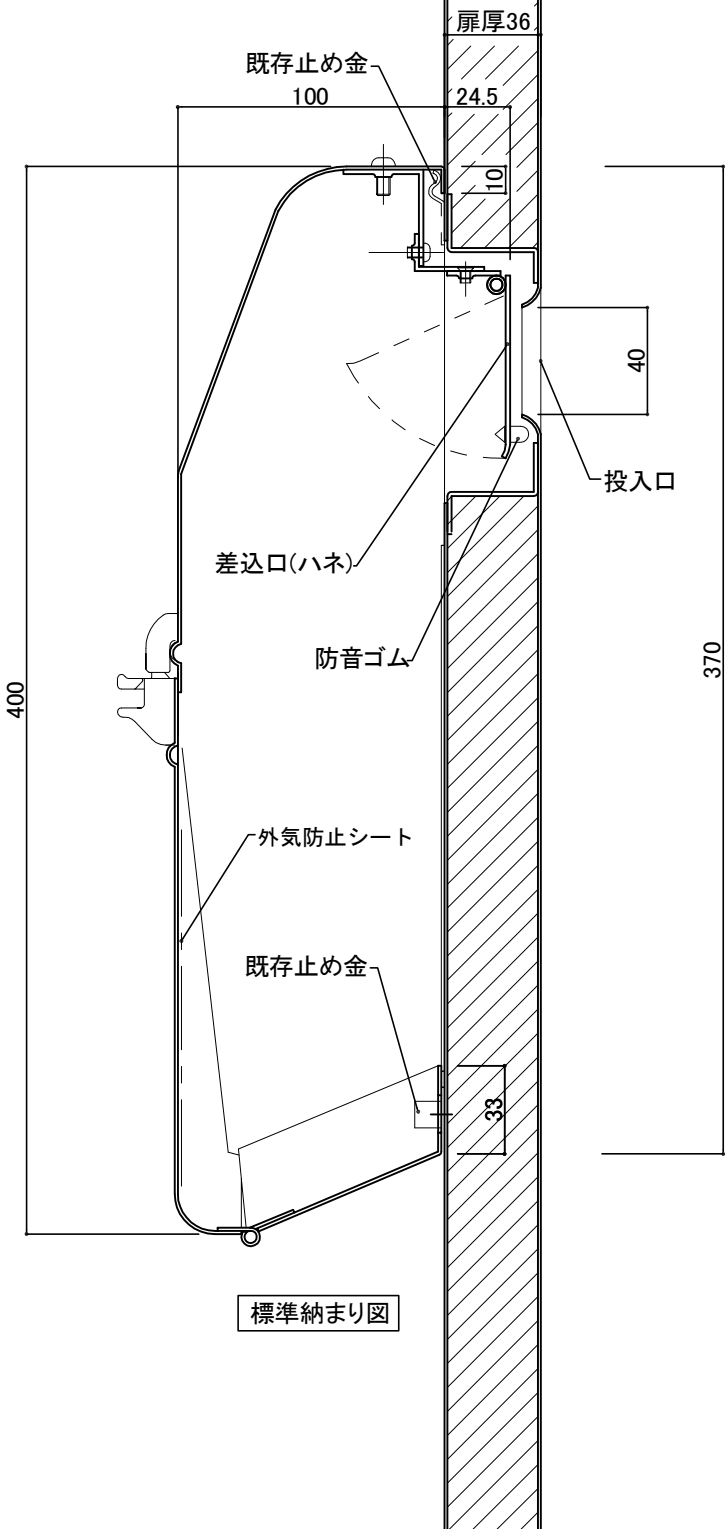 扉厚36
既存止め金
100
24.5
10
40
投入口
差込口(ハネ)
防音ゴム
370
400
外気防止シート
既存止め金
33
標準納まり図